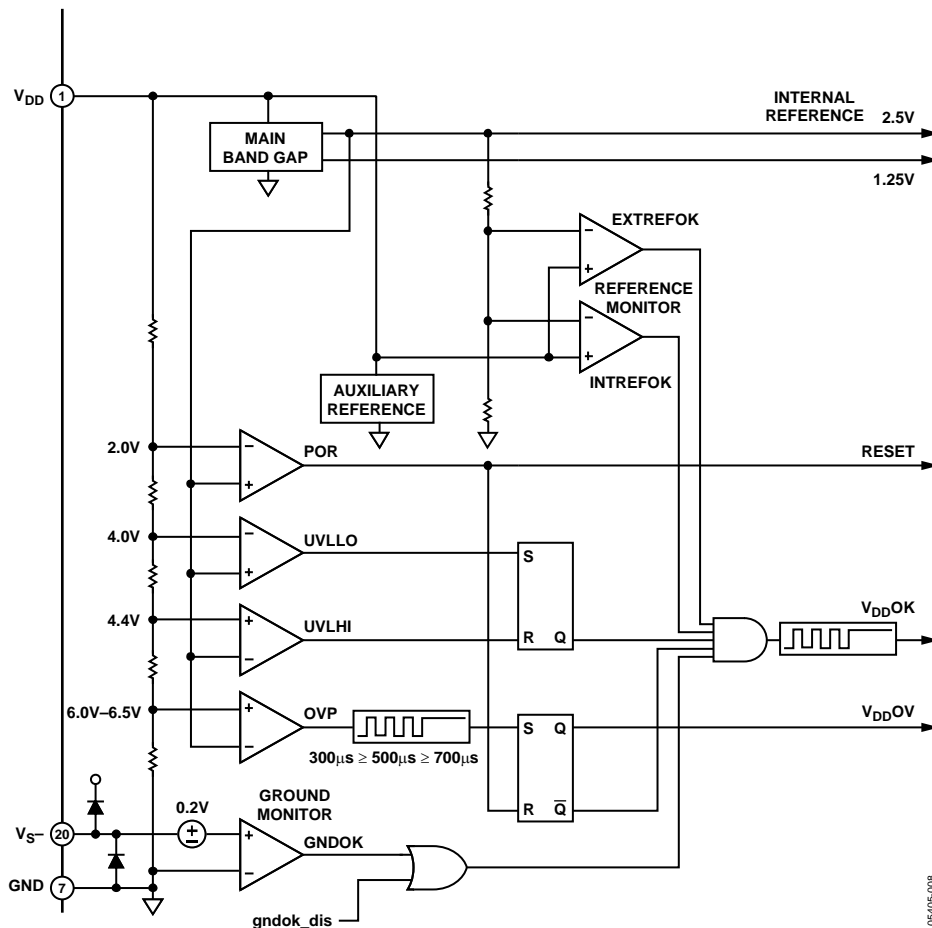 VDD 1
INTERNAL
REFERENCE 2.5V
MAIN
BAND GAP
1.25V
EXTREFOK
−
+
REFERENCE
MONITOR
−
+
INTREFOK
AUXILIARY
REFERENCE
2.0V − POR RESET
+
4.0V − UVLLO S
+
4.4V + UVLHI R Q VDDOK
−
6.0V–6.5V + OVP S Q VDDOV
−
300µs ≥ 500µs ≥ 700µs
R Q̅
GROUND
MONITOR
0.2V
VS− 20 ± + GNDOK
−
GND 7
gndok_dis
05405-008